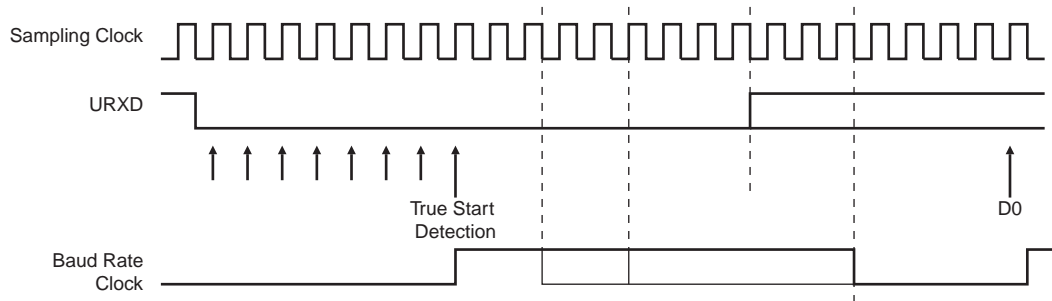 Sampling Clock
URXD
True Start
Detection
D0
Baud Rate
Clock